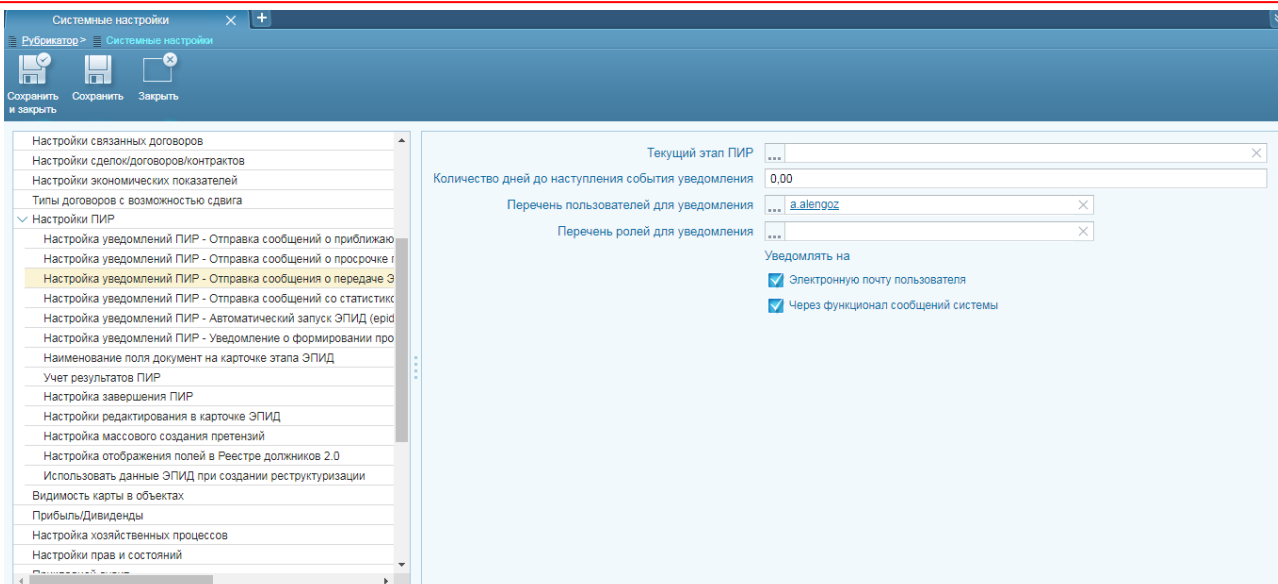 Системные настройки
Рубрикатор > Системные настройки
Сохранить и закрыть
Сохранить
Закрыть
Настройки связанных договоров
Настройки сделок/договоров/контрактов
Настройки экономических показателей
Типы договоров с возможностью сдвига
Настройки ПИР
Настройка уведомлений ПИР - Отправка сообщений о приближаю
Настройка уведомлений ПИР - Отправка сообщений о просрочке
Настройка уведомлений ПИР - Отправка сообщения о передаче Э
Настройка уведомлений ПИР - Отправка сообщений со статистико
Настройка уведомлений ПИР - Автоматический запуск ЭПИД (epid
Настройка уведомлений ПИР - Уведомление о формировании про
Наименование поля документ на карточке этапа ЭПИД
Учет результатов ПИР
Настройка завершения ПИР
Настройки редактирования в карточке ЭПИД
Настройка массового создания претензий
Настройка отображения полей в Реестре должников 2.0
Использовать данные ЭПИД при создании реструктуризации
Видимость карты в объектах
Прибыль/Дивиденды
Настройка хозяйственных процессов
Настройки прав и состояний
Текущий этап ПИР ...
Количество дней до наступления события уведомления 0,00
Перечень пользователей для уведомления ... a.alengoz
Перечень ролей для уведомления ...
Уведомлять на
Электронную почту пользователя
Через функционал сообщений системы